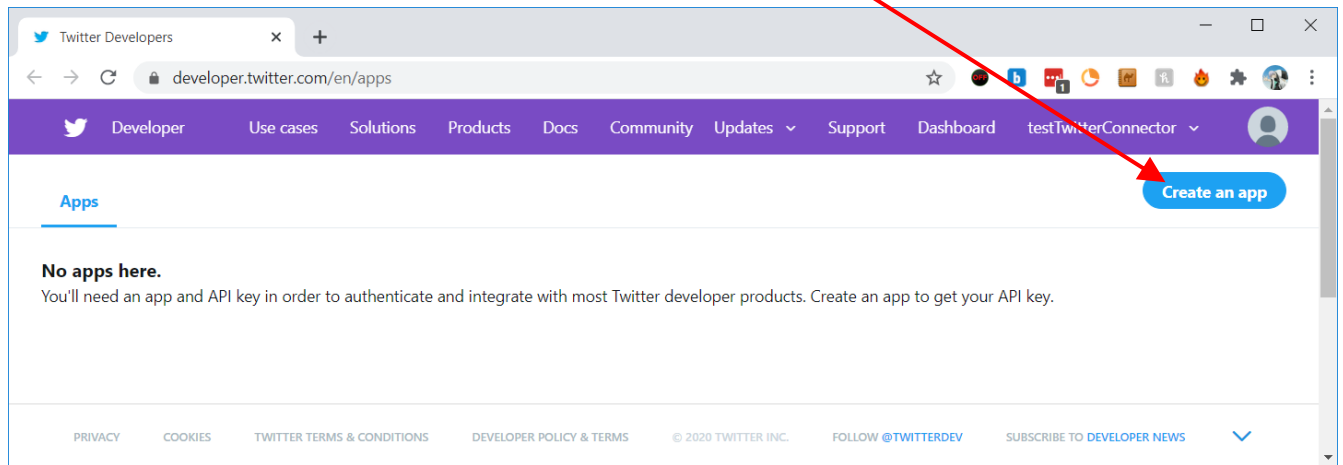 Twitter Developers
developer.twitter.com/en/apps
OFF b 1
Developer Use cases Solutions Products Docs Community Updates Support Dashboard testTwitterConnector
Create an app
Apps
No apps here.
You'll need an app and API key in order to authenticate and integrate with most Twitter developer products. Create an app to get your API key.
PRIVACY COOKIES TWITTER TERMS & CONDITIONS DEVELOPER POLICY & TERMS © 2020 TWITTER INC. FOLLOW @TWITTERDEV SUBSCRIBE TO DEVELOPER NEWS